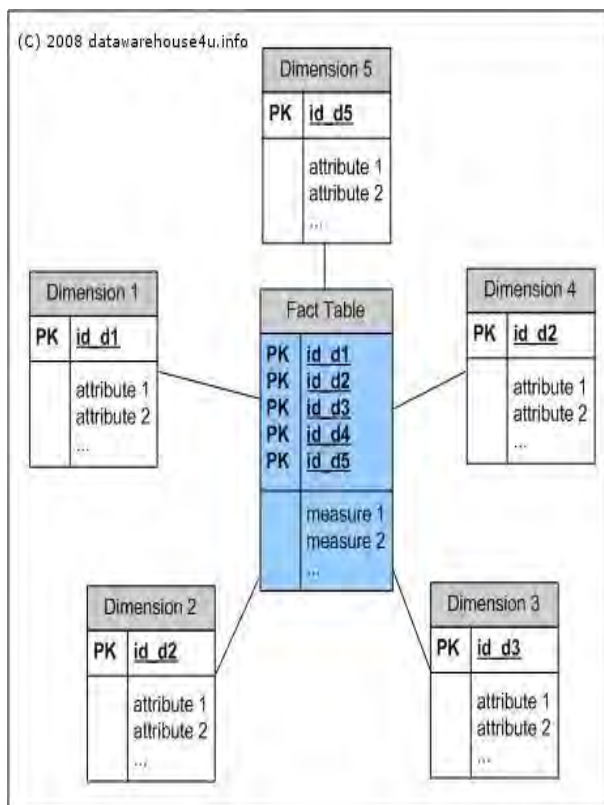 (C) 2008 datawarehouse4u.info
Dimension 5
PK id_d5
attribute 1
attribute 2
...
Dimension 1
PK id_d1
attribute 1
attribute 2
...
Fact Table
PK id_d1
PK id_d2
PK id_d3
PK id_d4
PK id_d5
measure 1
measure 2
...
Dimension 4
PK id_d2
attribute 1
attribute 2
...
Dimension 2
PK id_d2
attribute 1
attribute 2
...
Dimension 3
PK id_d3
attribute 1
attribute 2
...